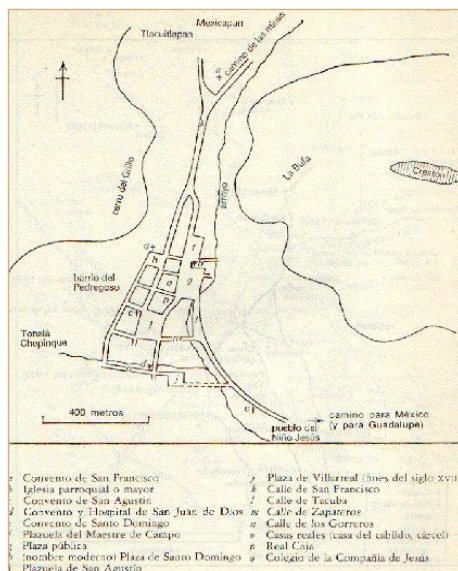 Mexicapan
Tlacuitlapan
camino de las minas
cerro del Grillo
La Bufa
Creston
arroyo
barrio del
Pedregoso
Tonalá
Chepinque
400 metros
pueblo del
Niño Jesús
camino para México
(y para Guadalupe)
Convento de San Francisco
Iglesia parroquial o mayor
Convento de San Agustín
d Convento y Hospital de San Juan de Dios
Convento de Santo Domingo
Plazuela del Maestre de Campo
g Plaza pública
(nombre moderno) Plaza de Santo Domingo
Plazuela de San Agustín
j Plaza de Villarreal (fines del siglo xvii
k Calle de San Francisco
l Calle de Tacuba
m Calle de Zapateros
n Calle de los Gorreros
o Casas reales (casa del cabildo, cárcel)
p Real Caja
q Colegio de la Compañía de Jesús